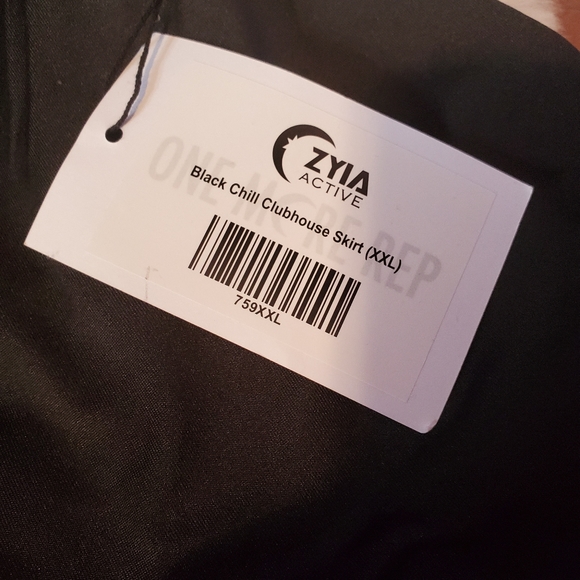 ZYIA
ACTIVE
ONE MORE REP
Black Chill Clubhouse Skirt (XXL)
759XXL